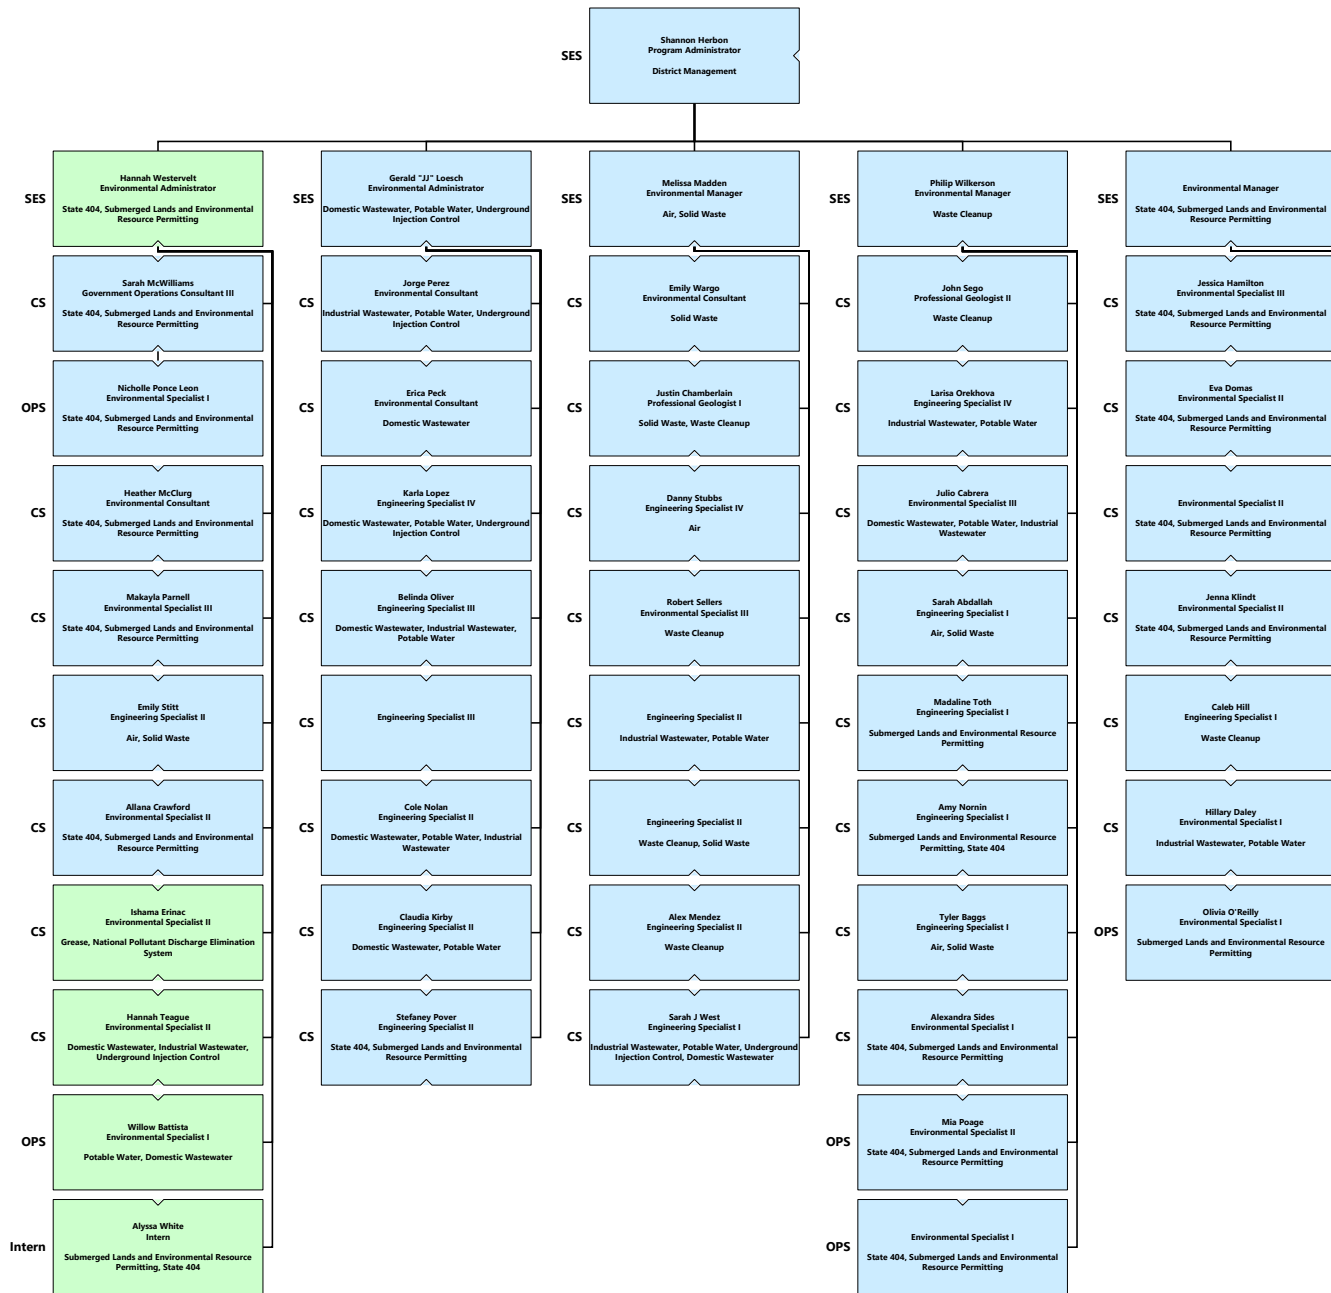 SES
Shannon Herbon
Program Administrator
District Management
SES
Hannah Westervelt
Environmental Administrator
State 404, Submerged Lands and Environmental
Resource Permitting
CS
Sarah McWilliams
Government Operations Consultant III
State 404, Submerged Lands and Environmental
Resource Permitting
OPS
Nicholle Ponce Leon
Environmental Specialist I
State 404, Submerged Lands and Environmental
Resource Permitting
CS
Heather McClurg
Environmental Consultant
State 404, Submerged Lands and Environmental
Resource Permitting
CS
Makayla Parnell
Environmental Specialist III
State 404, Submerged Lands and Environmental
Resource Permitting
CS
Emily Stitt
Engineering Specialist II
Air, Solid Waste
CS
Allana Crawford
Environmental Specialist II
State 404, Submerged Lands and Environmental
Resource Permitting
CS
Ishama Erinac
Environmental Specialist II
Grease, National Pollutant Discharge Elimination
System
CS
Hannah Teague
Environmental Specialist II
Domestic Wastewater, Industrial Wastewater,
Underground Injection Control
OPS
Willow Battista
Environmental Specialist I
Potable Water, Domestic Wastewater
Intern
Alyssa White
Intern
Submerged Lands and Environmental Resource
Permitting, State 404
SES
Gerald "JJ" Loesch
Environmental Administrator
Domestic Wastewater, Potable Water, Underground
Injection Control
CS
Jorge Perez
Environmental Consultant
Industrial Wastewater, Potable Water, Underground
Injection Control
CS
Erica Peck
Environmental Consultant
Domestic Wastewater
CS
Karla Lopez
Engineering Specialist IV
Domestic Wastewater, Potable Water, Underground
Injection Control
CS
Belinda Oliver
Engineering Specialist III
Domestic Wastewater, Industrial Wastewater,
Potable Water
CS
Engineering Specialist III
CS
Cole Nolan
Engineering Specialist II
Domestic Wastewater, Potable Water, Industrial
Wastewater
CS
Claudia Kirby
Engineering Specialist II
Domestic Wastewater, Potable Water
CS
Stefaney Pover
Engineering Specialist II
State 404, Submerged Lands and Environmental
Resource Permitting
SES
Melissa Madden
Environmental Manager
Air, Solid Waste
CS
Emily Wargo
Environmental Consultant
Solid Waste
CS
Justin Chamberlain
Professional Geologist I
Solid Waste, Waste Cleanup
CS
Danny Stubbs
Engineering Specialist IV
Air
CS
Robert Sellers
Environmental Specialist III
Waste Cleanup
CS
Engineering Specialist II
Industrial Wastewater, Potable Water
CS
Engineering Specialist II
Waste Cleanup, Solid Waste
CS
Alex Mendez
Engineering Specialist II
Waste Cleanup
CS
Sarah J West
Engineering Specialist I
Industrial Wastewater, Potable Water, Underground
Injection Control, Domestic Wastewater
SES
Philip Wilkerson
Environmental Manager
Waste Cleanup
CS
John Sego
Professional Geologist II
Waste Cleanup
CS
Larisa Orekhova
Engineering Specialist IV
Industrial Wastewater, Potable Water
CS
Julio Cabrera
Environmental Specialist III
Domestic Wastewater, Potable Water, Industrial
Wastewater
CS
Sarah Abdallah
Engineering Specialist I
Air, Solid Waste
CS
Madaline Toth
Engineering Specialist I
Submerged Lands and Environmental Resource
Permitting
CS
Amy Nornin
Engineering Specialist I
Submerged Lands and Environmental Resource
Permitting, State 404
CS
Tyler Baggs
Engineering Specialist I
Air, Solid Waste
CS
Alexandra Sides
Environmental Specialist I
State 404, Submerged Lands and Environmental
Resource Permitting
OPS
Mia Poage
Environmental Specialist II
State 404, Submerged Lands and Environmental
Resource Permitting
OPS
Environmental Specialist I
State 404, Submerged Lands and Environmental
Resource Permitting
SES
Environmental Manager
State 404, Submerged Lands and Environmental
Resource Permitting
CS
Jessica Hamilton
Environmental Specialist III
State 404, Submerged Lands and Environmental
Resource Permitting
CS
Eva Domas
Environmental Specialist II
State 404, Submerged Lands and Environmental
Resource Permitting
CS
Environmental Specialist II
State 404, Submerged Lands and Environmental
Resource Permitting
CS
Jenna Klindt
Environmental Specialist II
State 404, Submerged Lands and Environmental
Resource Permitting
CS
Caleb Hill
Engineering Specialist I
Waste Cleanup
CS
Hillary Daley
Environmental Specialist I
Industrial Wastewater, Potable Water
OPS
Olivia O'Reilly
Environmental Specialist I
Submerged Lands and Environmental Resource
Permitting